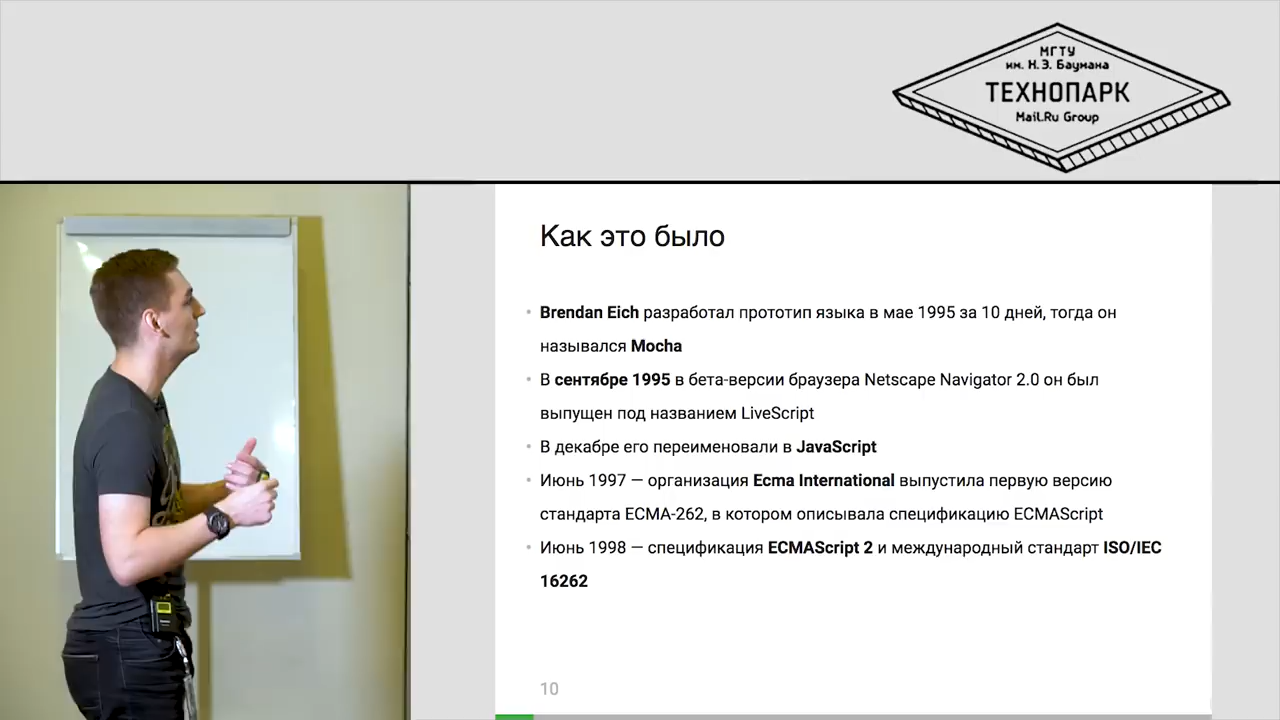 МГТУ
им. Н.Э. Баумана
ТЕХНОПАРК
Mail.Ru Group
Как это было
Brendan Eich разработал прототип языка в мае 1995 за 10 дней, тогда он
назывался Mocha
В сентябре 1995 в бета-версии браузера Netscape Navigator 2.0 он был
выпущен под названием LiveScript
В декабре его переименовали в JavaScript
Июнь 1997 — организация Ecma International выпустила первую версию
стандарта ECMA-262, в котором описывала спецификацию ECMAScript
Июнь 1998 — спецификация ECMAScript 2 и международный стандарт ISO/IEC
16262
10